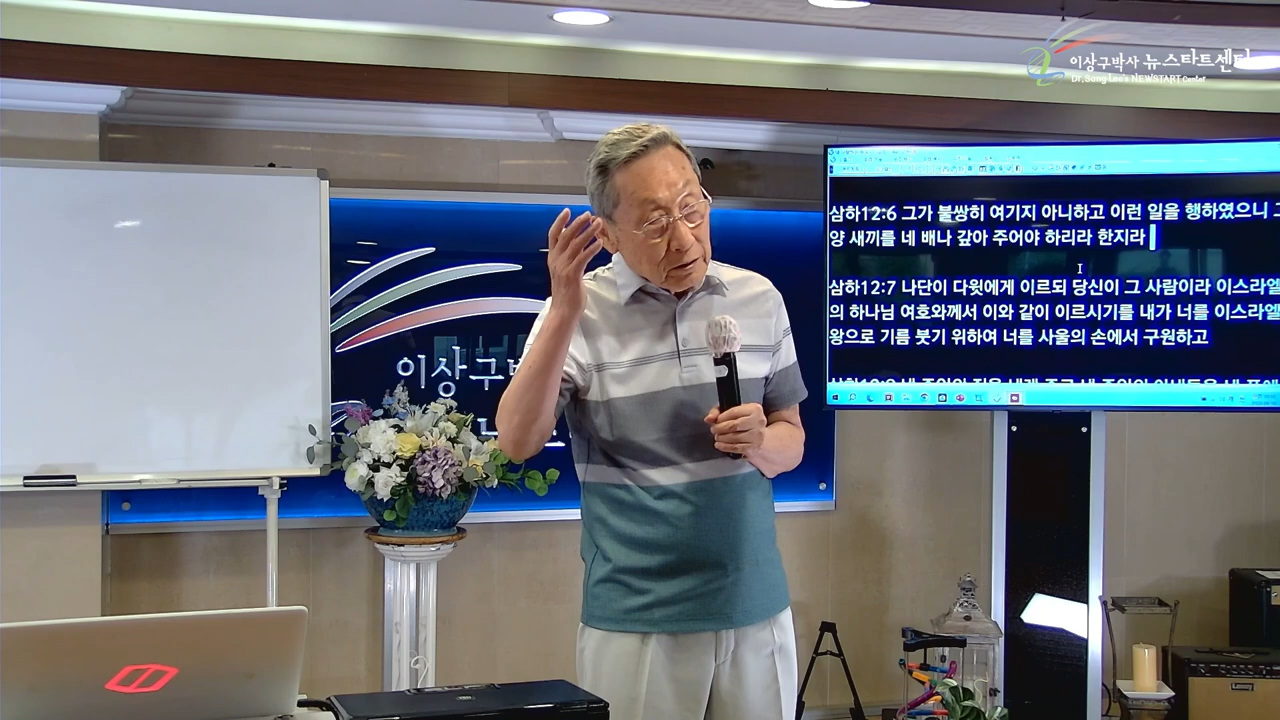 이상구박사 뉴스타트센터
Dr. Sang Lee's NEWSTART Center
삼하12:6 그가 불쌍히 여기지 아니하고 이런 일을 행하였으니
양 새끼를 네 배나 갚아 주어야 하리라 한지라
삼하12:7 나단이 다윗에게 이르되 당신이 그 사람이라 이스라엘
의 하나님 여호와께서 이와 같이 이르시기를 내가 너를 이스라엘
왕으로 기름 붓기 위하여 너를 사울의 손에서 구원하고
이상구